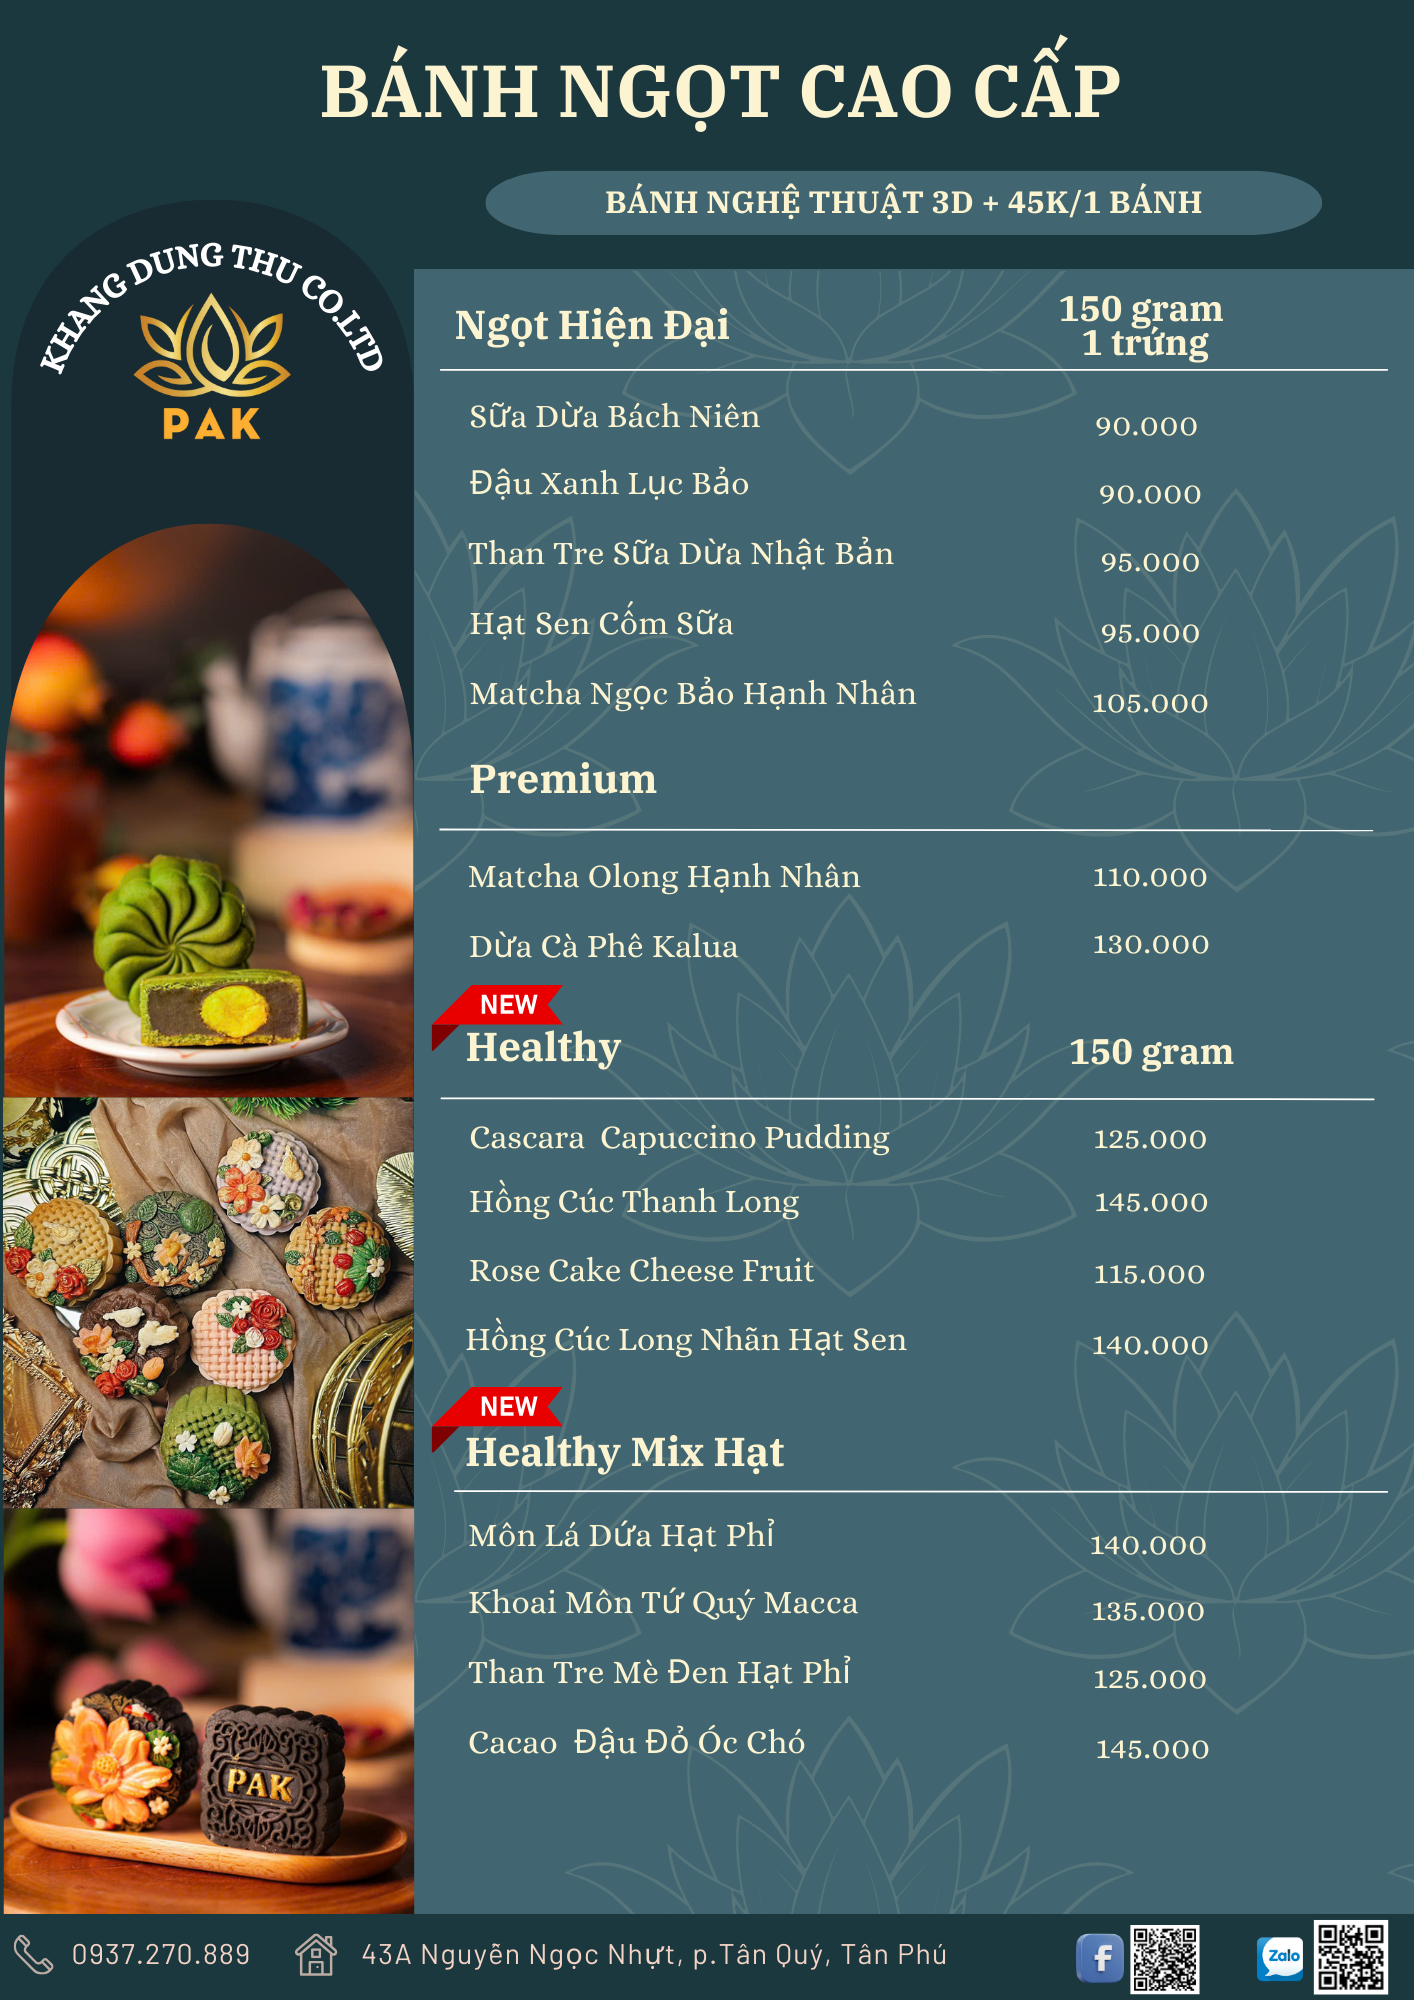 BÁNH NGỌT CAO CẤP
BÁNH NGHỆ THUẬT 3D + 45K/1 BÁNH
KHANG DUNG THU CO.LTD
PAK
Ngọt Hiện Đại
150 gram
1 trứng
Sữa Dừa Bách Niên 90.000
Đậu Xanh Lục Bảo 90.000
Than Tre Sữa Dừa Nhật Bản 95.000
Hạt Sen Cốm Sữa 95.000
Matcha Ngọc Bảo Hạnh Nhân 105.000
Premium
Matcha Olong Hạnh Nhân 110.000
Dừa Cà Phê Kalua 130.000
NEW
Healthy 150 gram
Cascara Capuccino Pudding 125.000
Hồng Cúc Thanh Long 145.000
Rose Cake Cheese Fruit 115.000
Hồng Cúc Long Nhãn Hạt Sen 140.000
NEW
Healthy Mix Hạt
Môn Lá Dứa Hạt Phỉ 140.000
Khoai Môn Tứ Quý Macca 135.000
Than Tre Mè Đen Hạt Phỉ 125.000
Cacao Đậu Đỏ Óc Chó 145.000
PAK
0937.270.889
43A Nguyễn Ngọc Nhựt, p.Tân Quý, Tân Phú
f
Zalo